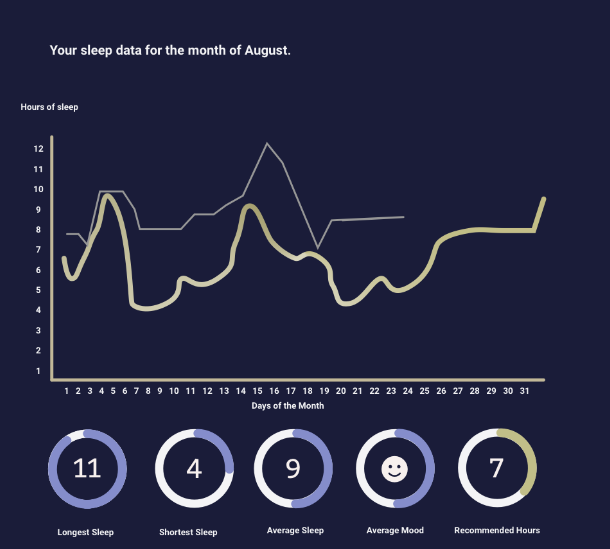 Your sleep data for the month of August.
Hours of sleep
12
11
10
9
8
7
6
5
4
3
2
1
1 2 3 4 5 6 7 8 9 10 11 12 13 14 15 16 17 18 19 20 21 22 23 24 25 26 27 28 29 30 31
Days of the Month
11 4 9 7
Longest Sleep Shortest Sleep Average Sleep Average Mood Recommended Hours